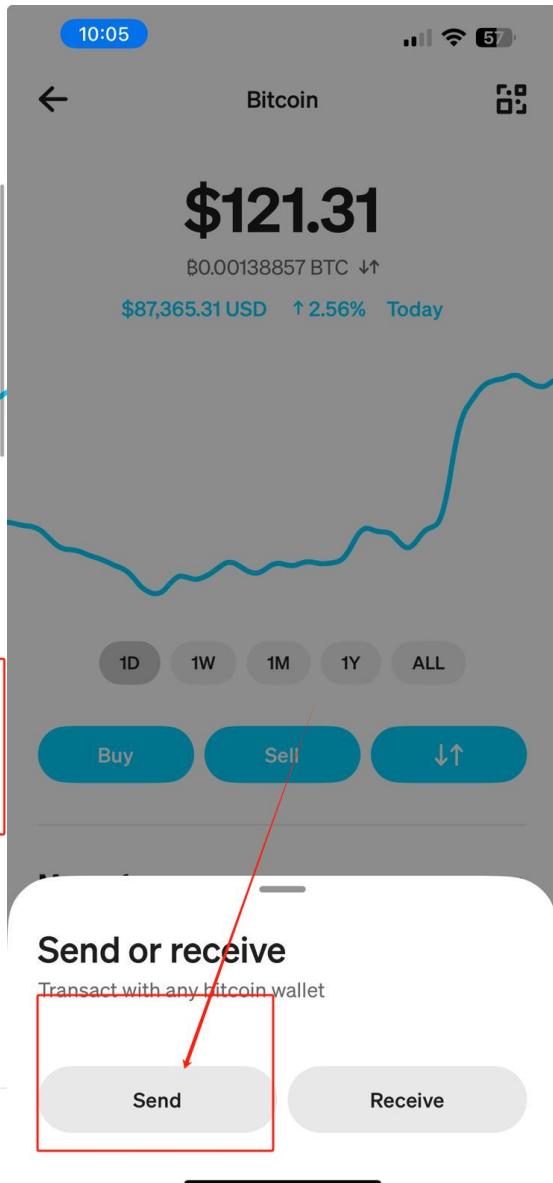 10:05
57
Bitcoin
$121.31
₿0.00138857 BTC ↓↑
$87,365.31 USD ↑ 2.56% Today
1D 1W 1M 1Y ALL
Buy Sell ↓↑
Send or receive
Transact with any bitcoin wallet
Send Receive